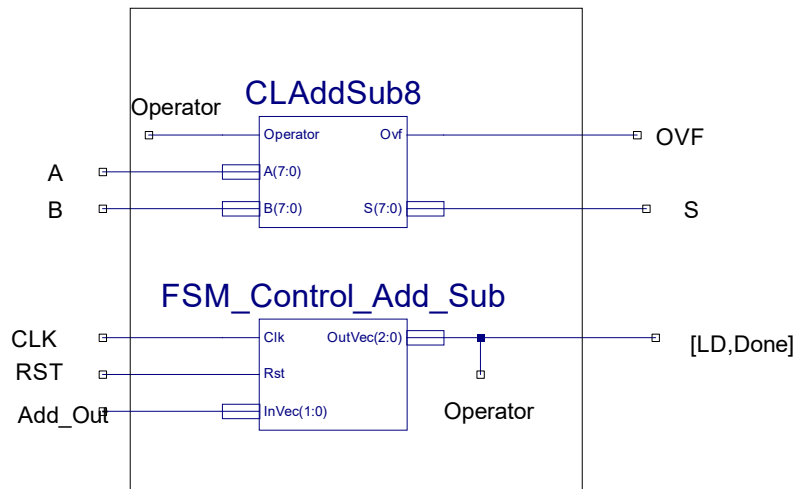 CLAddSub8
Operator
Operator Ovf
OVF
A
A(7:0)
B
B(7:0) S(7:0)
S
FSM_Control_Add_Sub
CLK
Clk OutVec(2:0)
[LD,Done]
RST
Rst
Add_Out
InVec(1:0)
Operator